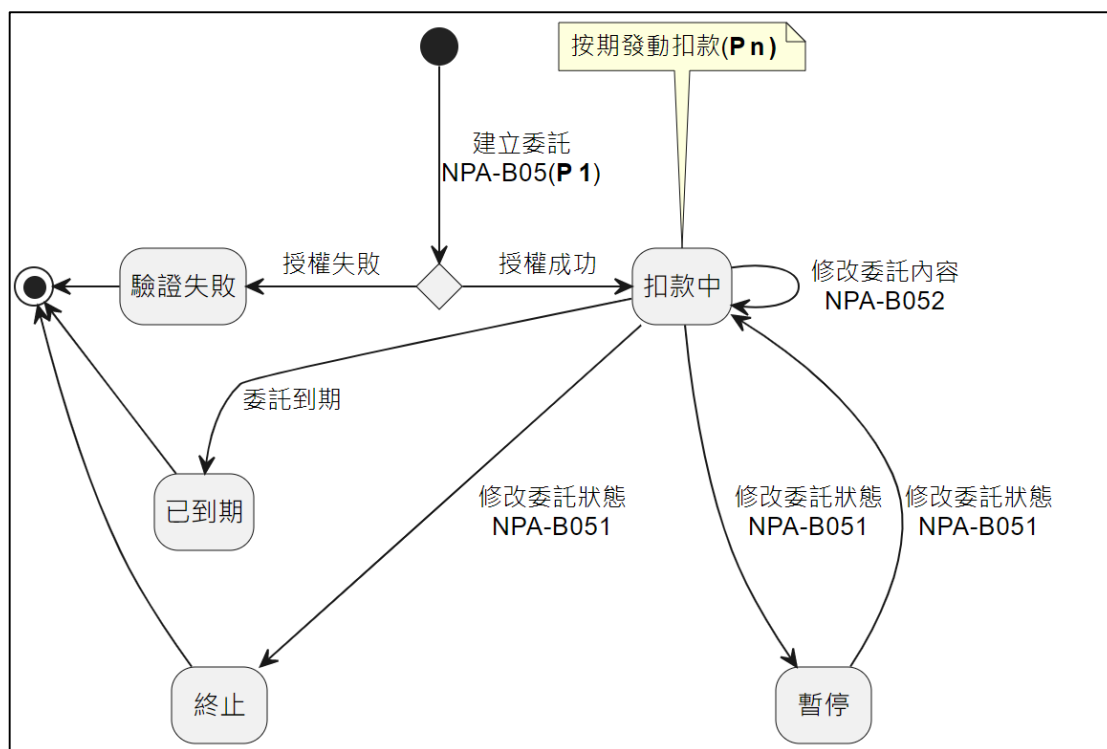 按期發動扣款(P n)
建立委託
NPA-B05(P 1)
授權失敗
授權成功
驗證失敗
扣款中
修改委託內容
NPA-B052
委託到期
已到期
修改委託狀態
NPA-B051
修改委託狀態
NPA-B051
修改委託狀態
NPA-B051
終止
暫停